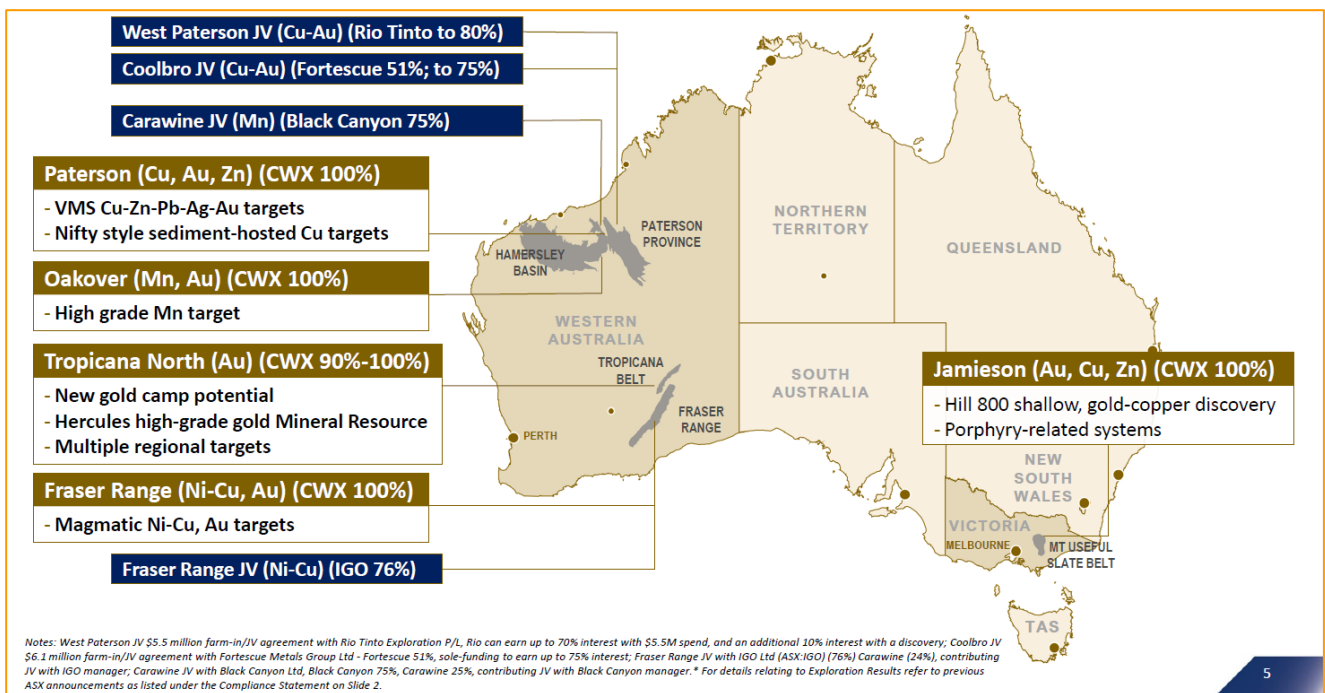 West Paterson JV (Cu-Au) (Rio Tinto to 80%)
Coolbro JV (Cu-Au) (Fortescue 51%; to 75%)
Carawine JV (Mn) (Black Canyon 75%)
Paterson (Cu, Au, Zn) (CWX 100%)
- VMS Cu-Zn-Pb-Ag-Au targets
- Nifty style sediment-hosted Cu targets
Oakover (Mn, Au) (CWX 100%)
- High grade Mn target
Tropicana North (Au) (CWX 90%-100%)
- New gold camp potential
- Hercules high-grade gold Mineral Resource
- Multiple regional targets
Fraser Range (Ni-Cu, Au) (CWX 100%)
- Magmatic Ni-Cu, Au targets
Fraser Range JV (Ni-Cu) (IGO 76%)
HAMERSLEY
BASIN
PATERSON
PROVINCE
WESTERN
AUSTRALIA
TROPICANA
BELT
FRASER
RANGE
PERTH
NORTHERN
TERRITORY
QUEENSLAND
SOUTH
AUSTRALIA
Jamieson (Au, Cu, Zn) (CWX 100%)
- Hill 800 shallow, gold-copper discovery
- Porphyry-related systems
NEW
SOUTH
WALES
VICTORIA
MELBOURNE
MT USEFUL
SLATE BELT
TAS
Notes: West Paterson JV $5.5 million farm-in/JV agreement with Rio Tinto Exploration P/L, Rio can earn up to 70% interest with $5.5M spend, and an additional 10% interest with a discovery; Coolbro JV
$6.1 million farm-in/JV agreement with Fortescue Metals Group Ltd - Fortescue 51%, sole-funding to earn up to 75% interest; Fraser Range JV with IGO Ltd (ASX:IGO) (76%) Carawine (24%), contributing
JV with IGO manager; Carawine JV with Black Canyon Ltd, Black Canyon 75%, Carawine 25%, contributing JV with Black Canyon manager.* For details relating to Exploration Results refer to previous
ASX announcements as listed under the Compliance Statement on Slide 2.
5